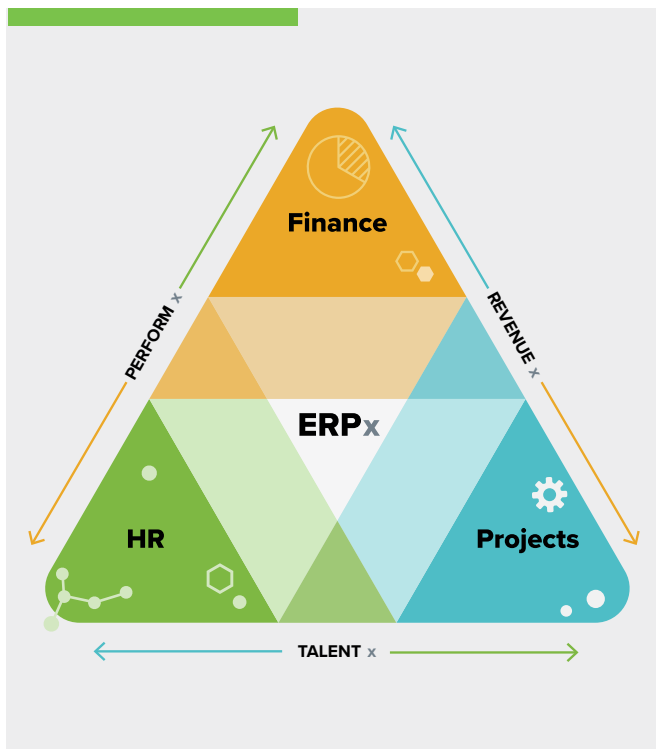 Finance
PERFORM x
REVENUE x
ERPx
HR
Projects
TALENT x